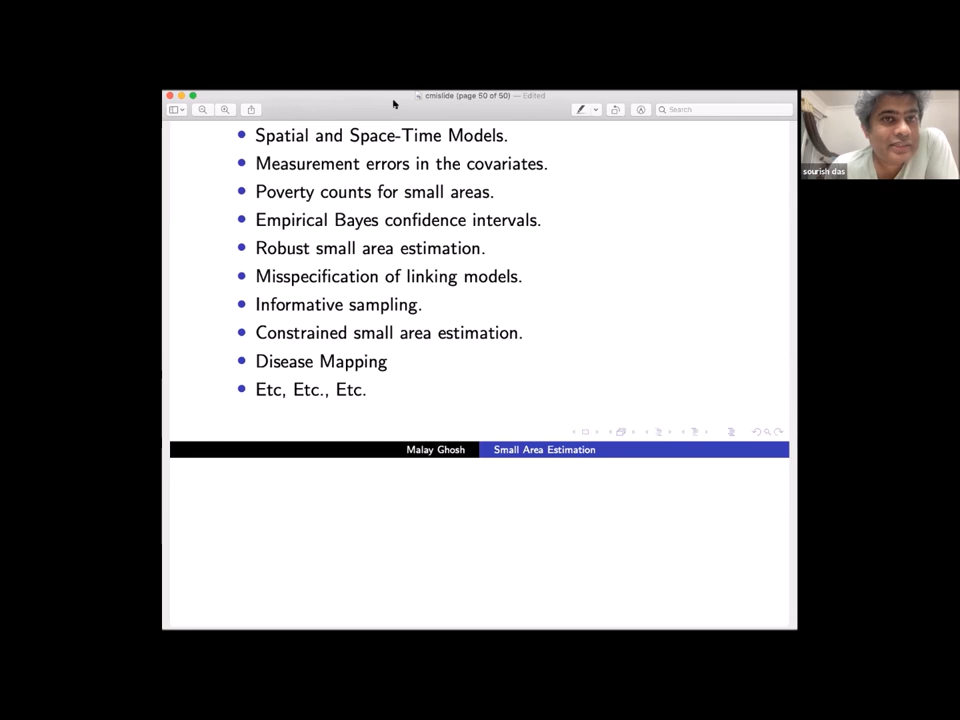 cmislide (page 50 of 50) — Edited
Search
• Spatial and Space-Time Models.
• Measurement errors in the covariates.
• Poverty counts for small areas.
• Empirical Bayes confidence intervals.
• Robust small area estimation.
• Misspecification of linking models.
• Informative sampling.
• Constrained small area estimation.
• Disease Mapping
• Etc, Etc., Etc.
Malay Ghosh Small Area Estimation
sourish das